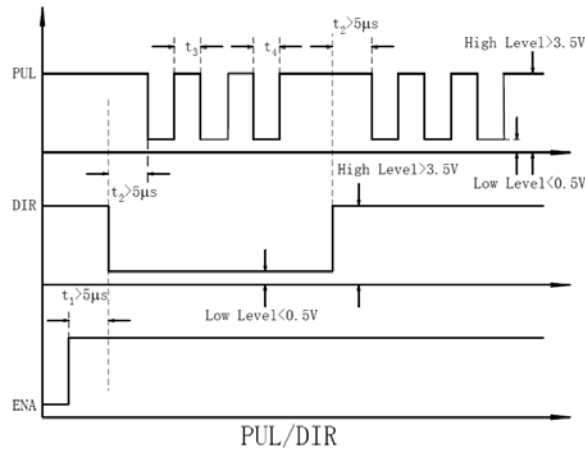 t₂>5μs
t₃
t₄
High Level>3.5V
PUL
t₂>5μs
High Level>3.5V
Low Level<0.5V
DIR
t₁>5μs
Low Level<0.5V
ENA
PUL/DIR